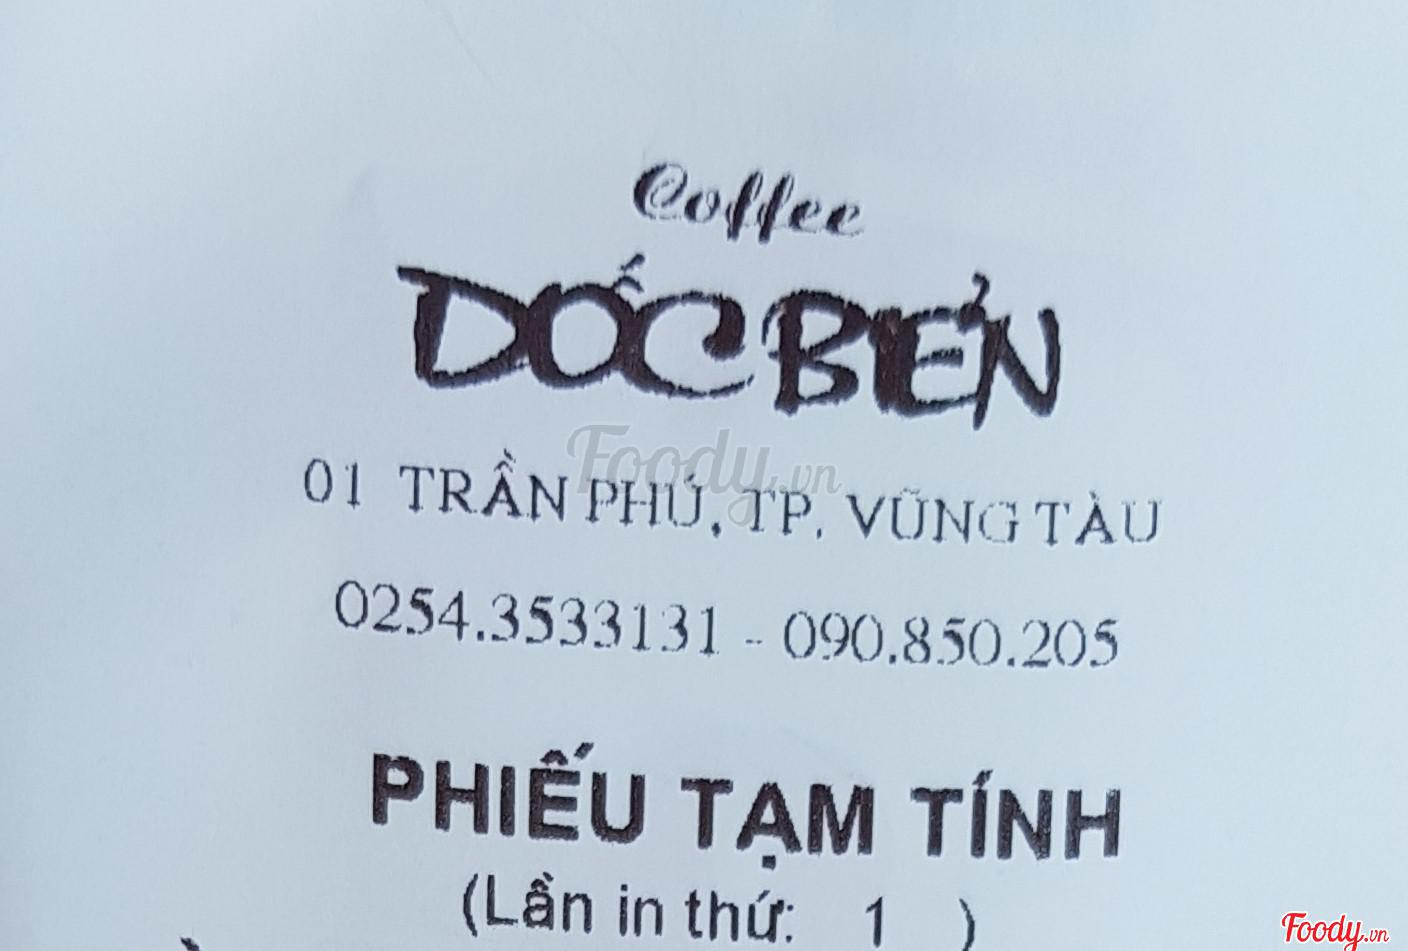 Coffee
DỐC BIỂN
Foody.vn
01 TRẦN PHÚ, TP. VŨNG TÀU
0254.3533131 - 090.850.205
PHIẾU TẠM TÍNH
(Lần in thứ: 1 )
Foody.vn